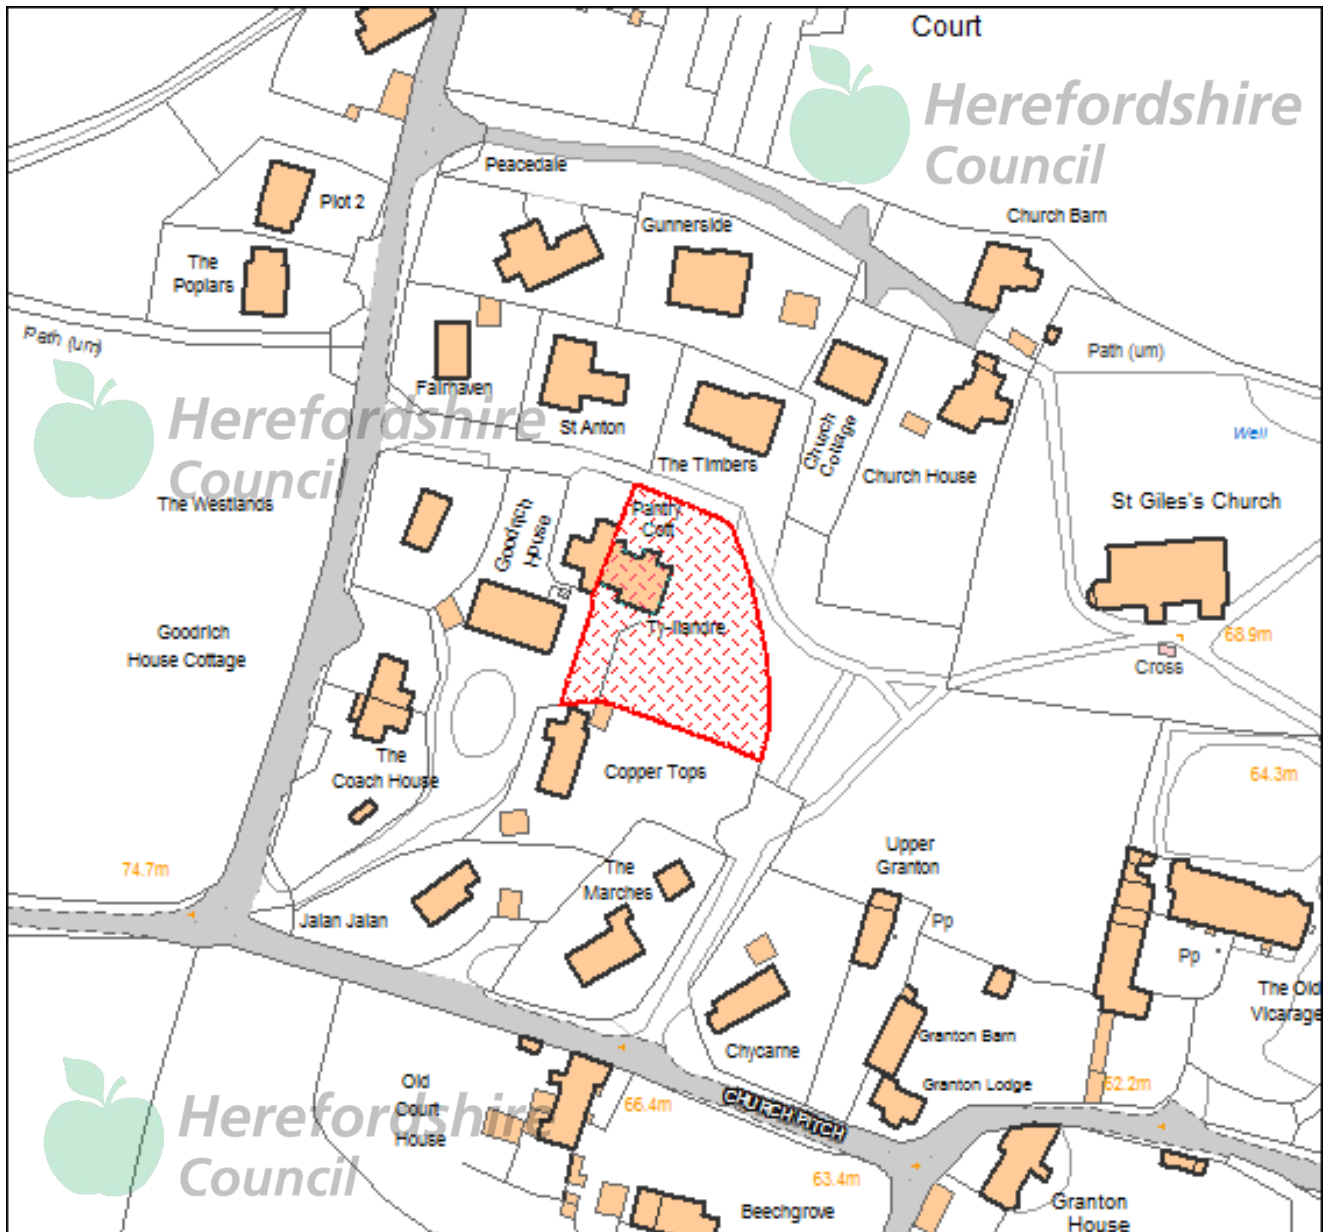 Court
Herefordshire
Council
Peacedale
Plot 2
Gunnerside
Church Barn
The
Poplars
Path (um)
Path (um)
Fairhaven
Herefordshire
Council
St Anton
The Timbers
Church
Cottage
Church House
Well
St Giles's Church
The Westlands
Goodrich
House
Pantry
Cott
Ty-llandre
Goodrich
House Cottage
68.9m
Cross
The
Coach House
Copper Tops
64.3m
74.7m
Upper
Granton
The
Marches
Jalan Jalan
Pp
Pp
The Old
Vicarage
Chycarne
Granton Barn
Granton Lodge
62.2m
Old
Court
House
Herefordshire
Council
66.4m
CHURCH PITCH
63.4m
Beechgrove
Granton
House